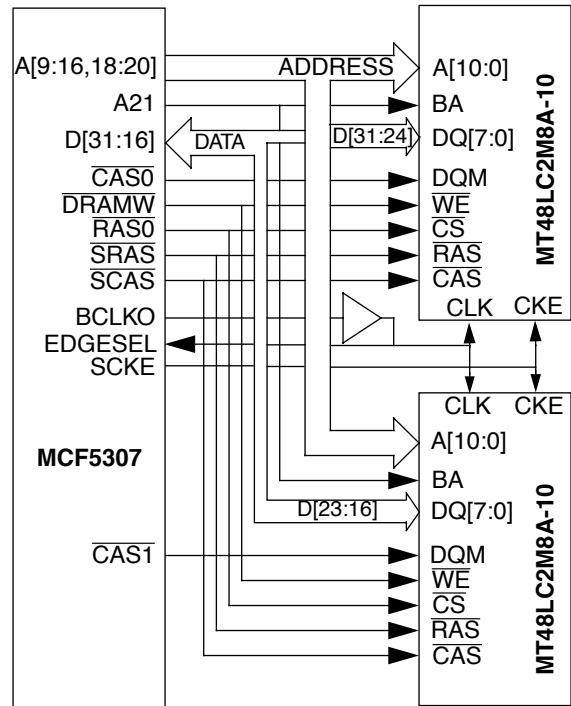 A[9:16,18:20]
A21
D[31:16]
CAS0
DRAMW
RAS0
SRAS
SCAS
BCLKO
EDGESEL
SCKE
MCF5307
CAS1
ADDRESS
DATA
D[31:24]
D[23:16]
A[10:0]
BA
DQ[7:0]
DQM
WE
CS
RAS
CAS
CLK CKE
MT48LC2M8A-10
CLK CKE
A[10:0]
BA
DQ[7:0]
DQM
WE
CS
RAS
CAS
MT48LC2M8A-10